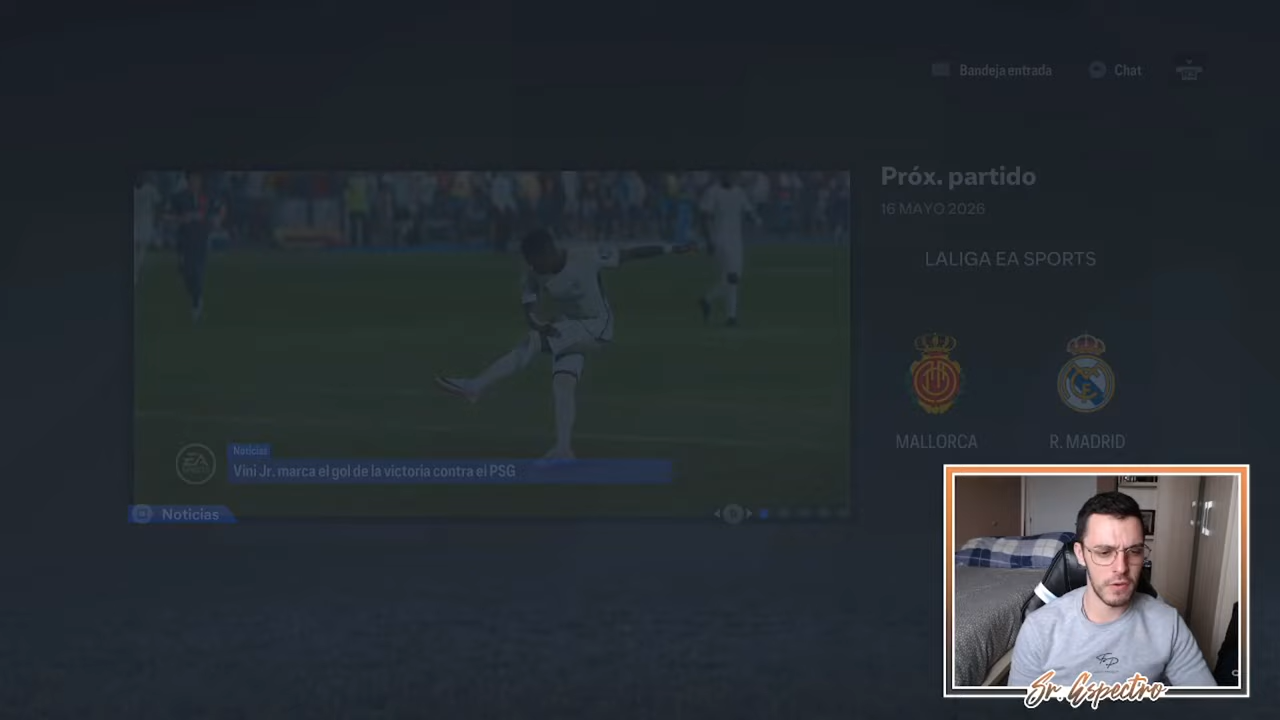 Bandeja entrada
Chat
Próx. partido
16 MAYO 2026
LALIGA EA SPORTS
MALLORCA
R. MADRID
EA
Noticias
Vini Jr. marca el gol de la victoria contra el PSG
Noticias
Sr. Espectro